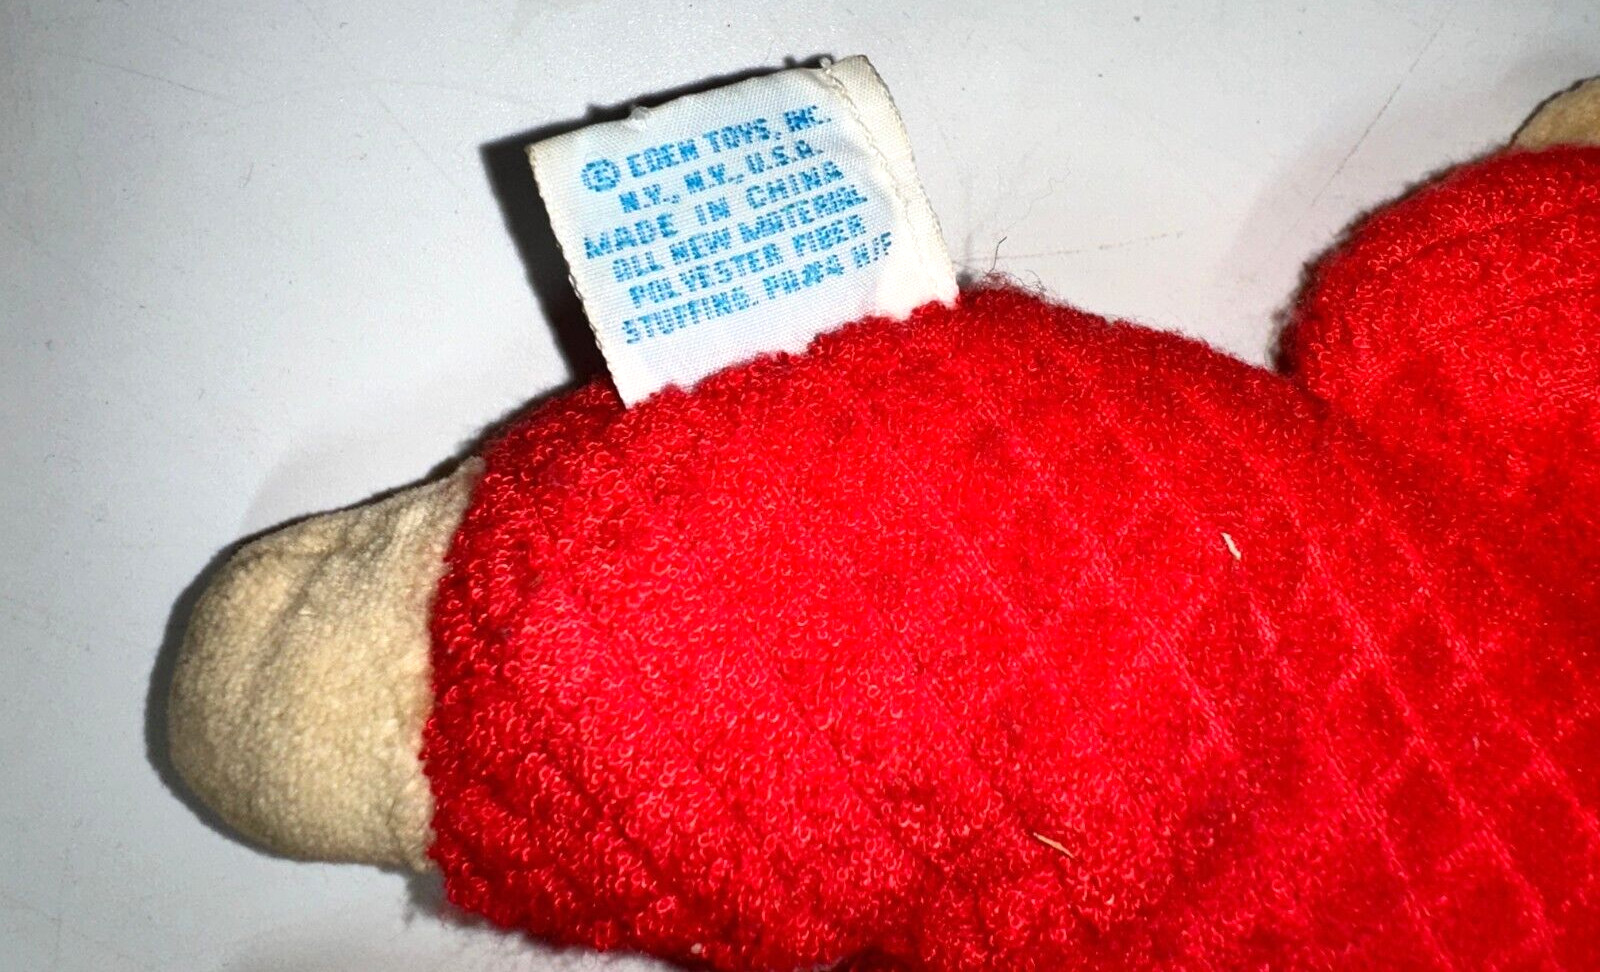 © EDEN TOYS, INC.
N.Y., N.Y., U.S.A.
MADE IN CHINA
ALL NEW MATERIAL
POLYESTER FIBER
STUFFING.